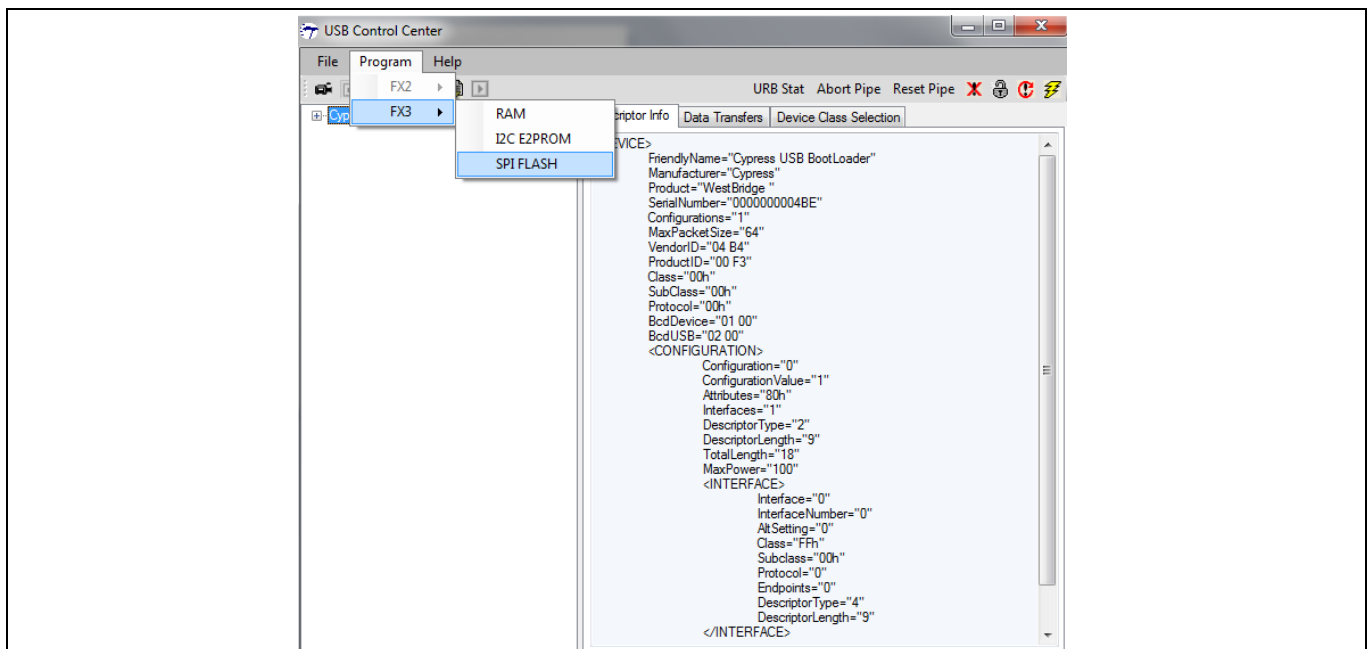 USB Control Center
File Program Help
FX2
URB Stat Abort Pipe Reset Pipe
FX3
RAM
I2C E2PROM
SPI FLASH
Cyp
criptor Info Data Transfers Device Class Selection
EVICE>
FriendlyName="Cypress USB BootLoader"
Manufacturer="Cypress"
Product="WestBridge "
SerialNumber="0000000004BE"
Configurations="1"
MaxPacketSize="64"
VendorID="04 B4"
ProductID="00 F3"
Class="00h"
SubClass="00h"
Protocol="00h"
BcdDevice="01 00"
BcdUSB="02 00"
<CONFIGURATION>
Configuration="0"
ConfigurationValue="1"
Attributes="80h"
Interfaces="1"
DescriptorType="2"
DescriptorLength="9"
TotalLength="18"
MaxPower="100"
<INTERFACE>
Interface="0"
InterfaceNumber="0"
AltSetting="0"
Class="FFh"
Subclass="00h"
Protocol="0"
Endpoints="0"
DescriptorType="4"
DescriptorLength="9"
</INTERFACE>